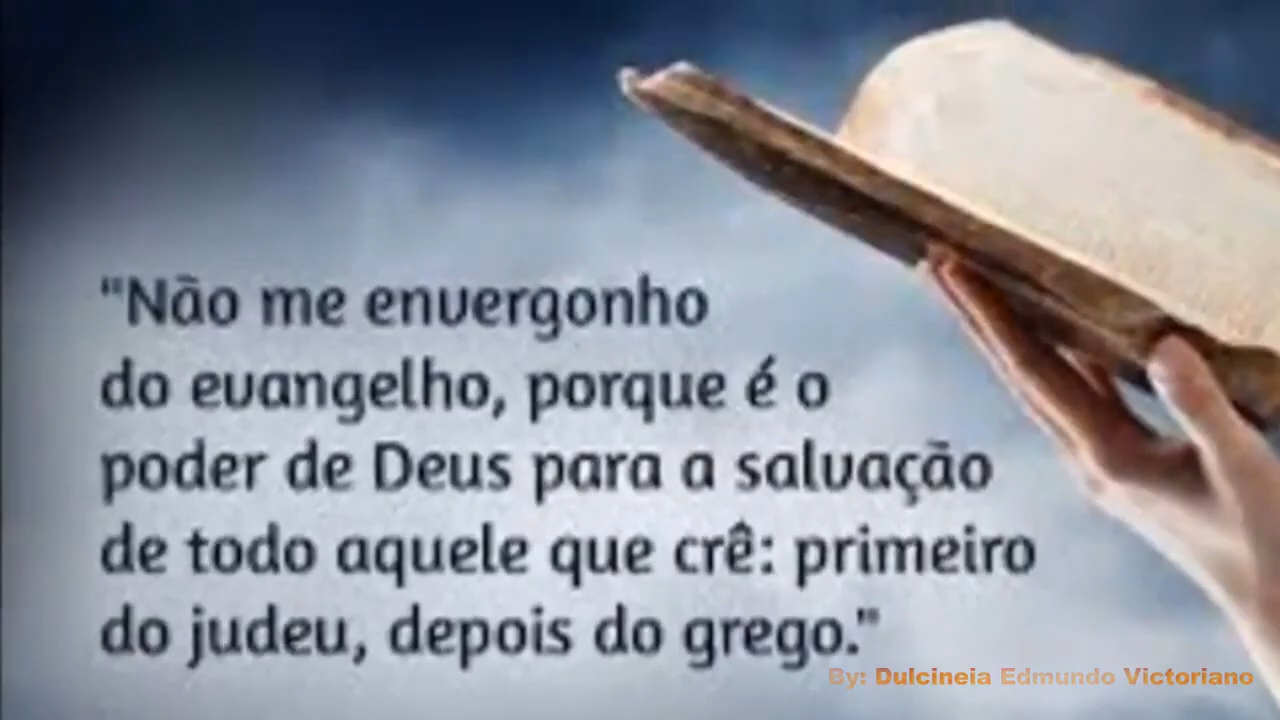 "Não me envergonho
do evangelho, porque é o
poder de Deus para a salvação
de todo aquele que crê: primeiro
do judeu, depois do grego."
By: Dulcineia Edmundo Victoriano